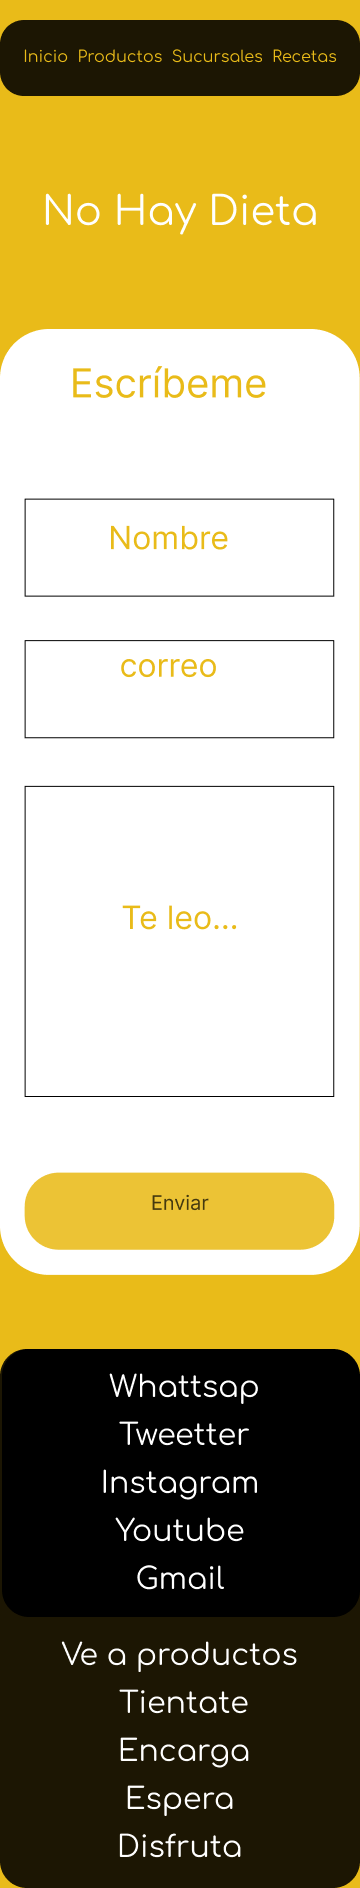 Inicio Productos Sucursales Recetas
No Hay Dieta
Escríbeme
Nombre
correo
Te leo...
Enviar
Whattsap
Tweetter
Instagram
Youtube
Gmail
Ve a productos
Tientate
Encarga
Espera
Disfruta